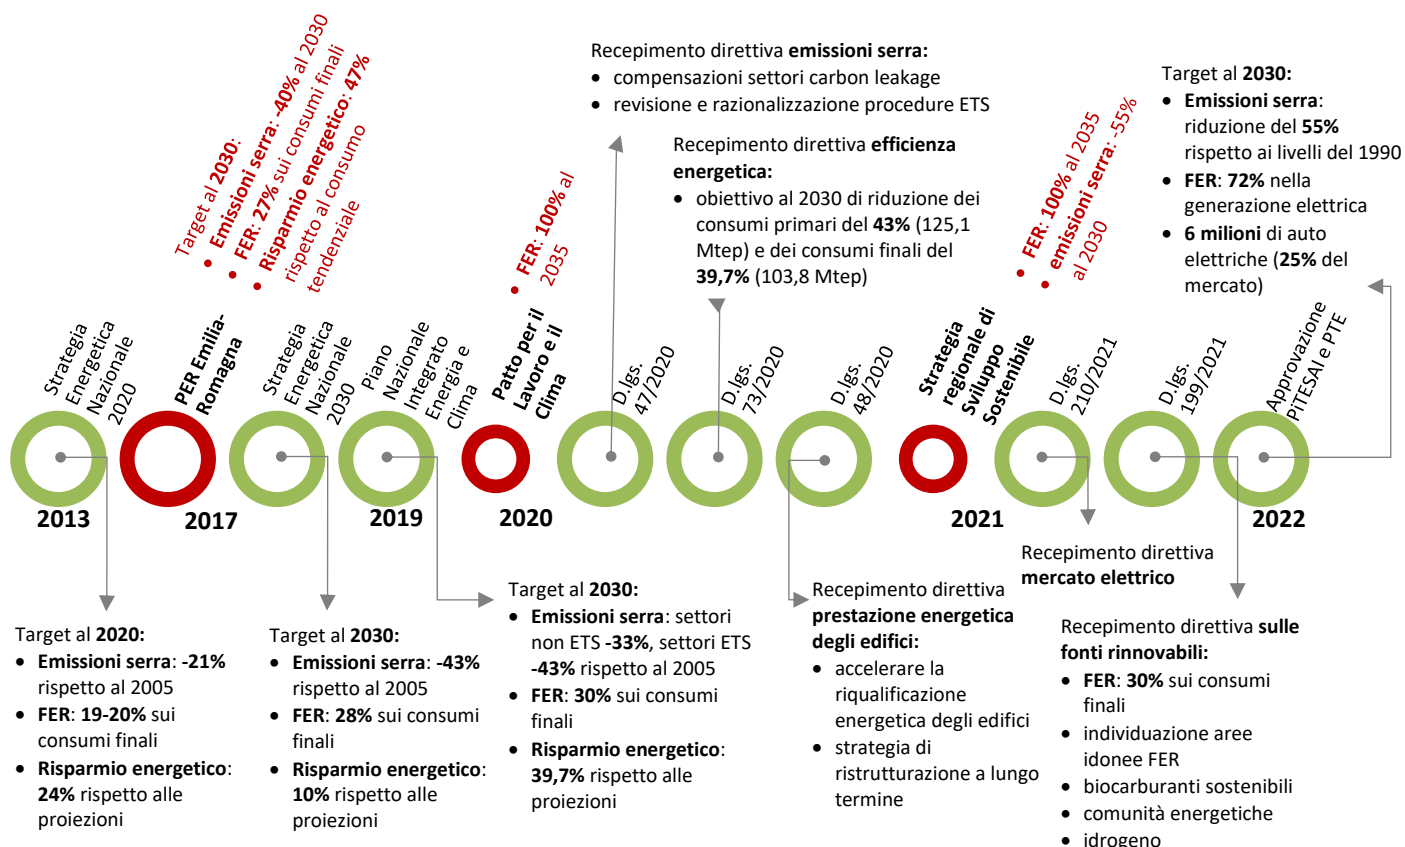 Target al 2030:
• Emissioni serra: -40% al 2030
• FER: 27% sui consumi finali
• Risparmio energetico: 47%
rispetto al consumo
tendenziale
• FER: 100% al
2035
Recepimento direttiva emissioni serra:
• compensazioni settori carbon leakage
• revisione e razionalizzazione procedure ETS
Recepimento direttiva efficienza
energetica:
• obiettivo al 2030 di riduzione dei
consumi primari del 43% (125,1
Mtep) e dei consumi finali del
39,7% (103,8 Mtep)
• FER: 100% al 2035
• emissioni serra: -55%
al 2030
Target al 2030:
• Emissioni serra:
riduzione del 55%
rispetto ai livelli del 1990
• FER: 72% nella
generazione elettrica
• 6 milioni di auto
elettriche (25% del
mercato)
Strategia
Energetica
Nazionale
2020
PER Emilia-
Romagna
Strategia
Energetica
Nazionale
2030
Piano
Nazionale
Integrato
Energia e
Clima
Patto per il
Lavoro e il
Clima
D.lgs.
47/2020
D.lgs.
73/2020
D.lgs.
48/2020
Strategia
regionale di
Sviluppo
Sostenibile
D.lgs.
210/2021
D.lgs.
199/2021
Approvazione
PiTESAI e PTE
2013
2017
2019
2020
2021
2022
Target al 2020:
• Emissioni serra: -21%
rispetto al 2005
• FER: 19-20% sui
consumi finali
• Risparmio energetico:
24% rispetto alle
proiezioni
Target al 2030:
• Emissioni serra: -43%
rispetto al 2005
• FER: 28% sui consumi
finali
• Risparmio energetico:
10% rispetto alle
proiezioni
Target al 2030:
• Emissioni serra: settori
non ETS -33%, settori ETS
-43% rispetto al 2005
• FER: 30% sui consumi
finali
• Risparmio energetico:
39,7% rispetto alle
proiezioni
Recepimento direttiva
prestazione energetica
degli edifici:
• accelerare la
riqualificazione
energetica degli edifici
• strategia di
ristrutturazione a lungo
termine
Recepimento direttiva
mercato elettrico
Recepimento direttiva sulle
fonti rinnovabili:
• FER: 30% sui consumi
finali
• individuazione aree
idonee FER
• biocarburanti sostenibili
• comunità energetiche
• idrogeno